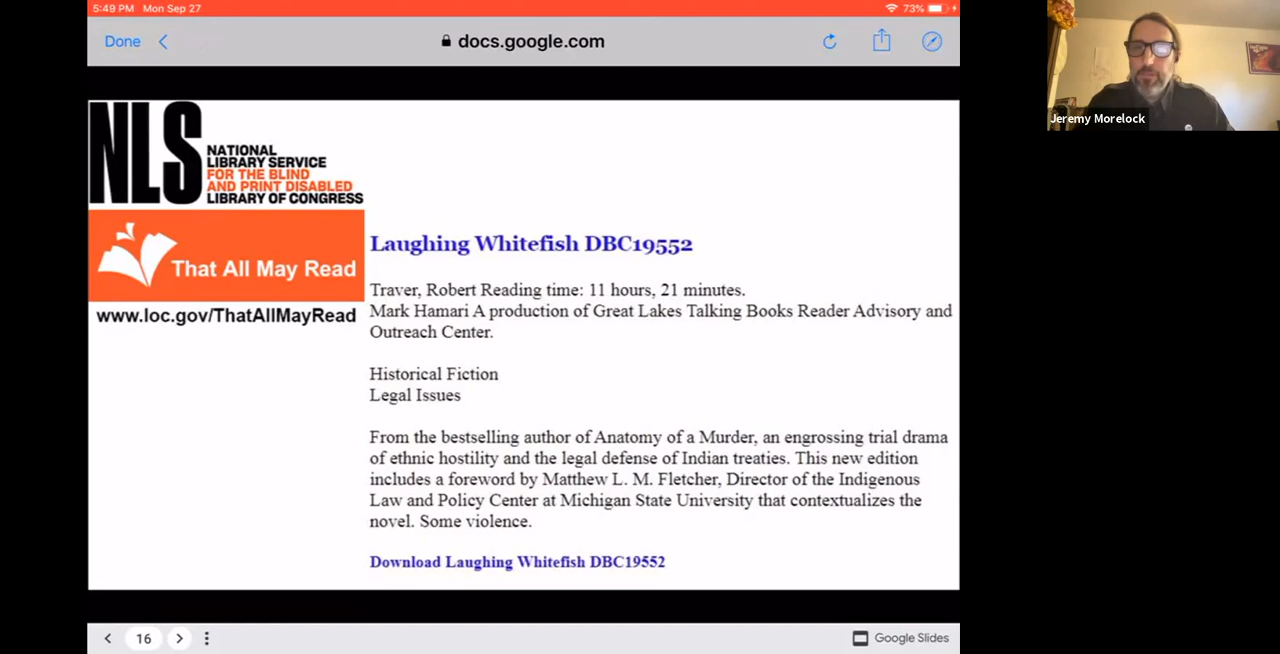 5:49 PM Mon Sep 27
73%
Done
docs.google.com
Jeremy Morelock
NLS
NATIONAL
LIBRARY SERVICE
FOR THE BLIND
AND PRINT DISABLED
LIBRARY OF CONGRESS
That All May Read
www.loc.gov/ThatAllMayRead
Laughing Whitefish DBC19552
Traver, Robert Reading time: 11 hours, 21 minutes.
Mark Hamari A production of Great Lakes Talking Books Reader Advisory and
Outreach Center.
Historical Fiction
Legal Issues
From the bestselling author of Anatomy of a Murder, an engrossing trial drama
of ethnic hostility and the legal defense of Indian treaties. This new edition
includes a foreword by Matthew L. M. Fletcher, Director of the Indigenous
Law and Policy Center at Michigan State University that contextualizes the
novel. Some violence.
Download Laughing Whitefish DBC19552
16
Google Slides